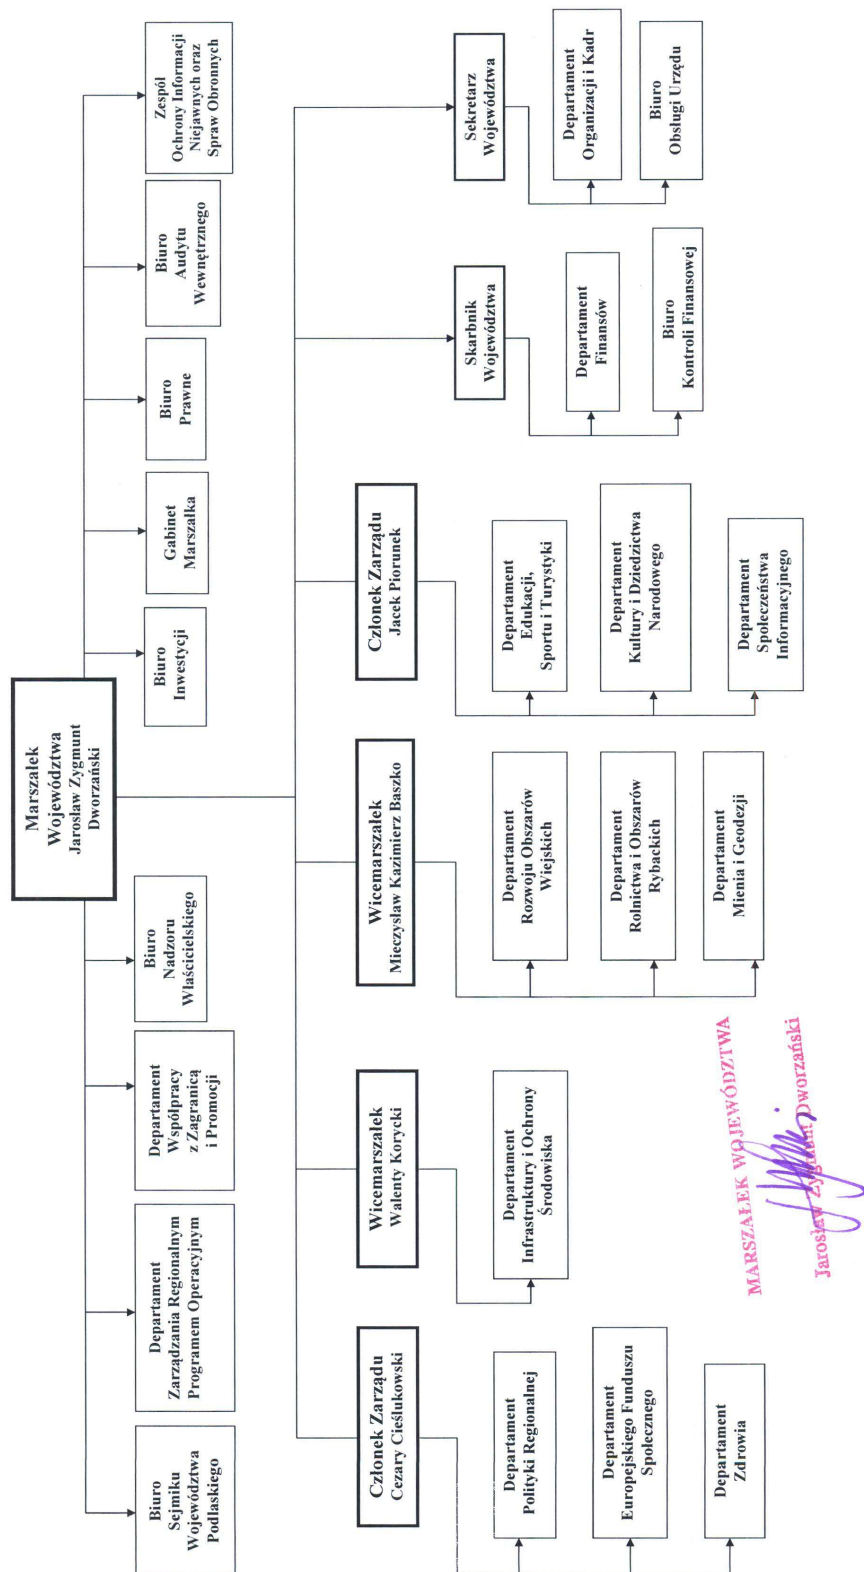 Marszałek
Województwa
Jarosław Zygmunt
Dworzański
Biuro
Sejmiku
Województwa
Podlaskiego
Departament
Zarządzania Regionalnym
Programem Operacyjnym
Departament
Współpracy
z Zagranicą
i Promocji
Biuro
Nadzoru
Właścicielskiego
Biuro
Inwestycji
Gabinet
Marszałka
Biuro
Prawne
Biuro
Audytu
Wewnętrznego
Zespół
Ochrony Informacji
Niejawnych oraz
Spraw Obronnych
Członek Zarządu
Cezary Cieślukowski
Departament
Polityki Regionalnej
Departament
Europejskiego Funduszu
Społecznego
Departament
Zdrowia
Wicemarszałek
Walenty Korycki
Departament
Infrastruktury i Ochrony
Środowiska
Wicemarszałek
Mieczysław Kazimierz Baszko
Departament
Rozwoju Obszarów
Wiejskich
Departament
Rolnictwa i Obszarów
Rybackich
Departament
Mienia i Geodezji
Członek Zarządu
Jacek Piorunek
Departament
Edukacji,
Sportu i Turystyki
Departament
Kultury i Dziedzictwa
Narodowego
Departament
Społeczeństwa
Informacyjnego
Skarbnik
Województwa
Departament
Finansów
Biuro
Kontroli Finansowej
Sekretarz
Województwa
Departament
Organizacji i Kadr
Biuro
Obsługi Urzędu
MARSZAŁEK WOJEWÓDZTWA
Jarosław Zygmunt Dworzański